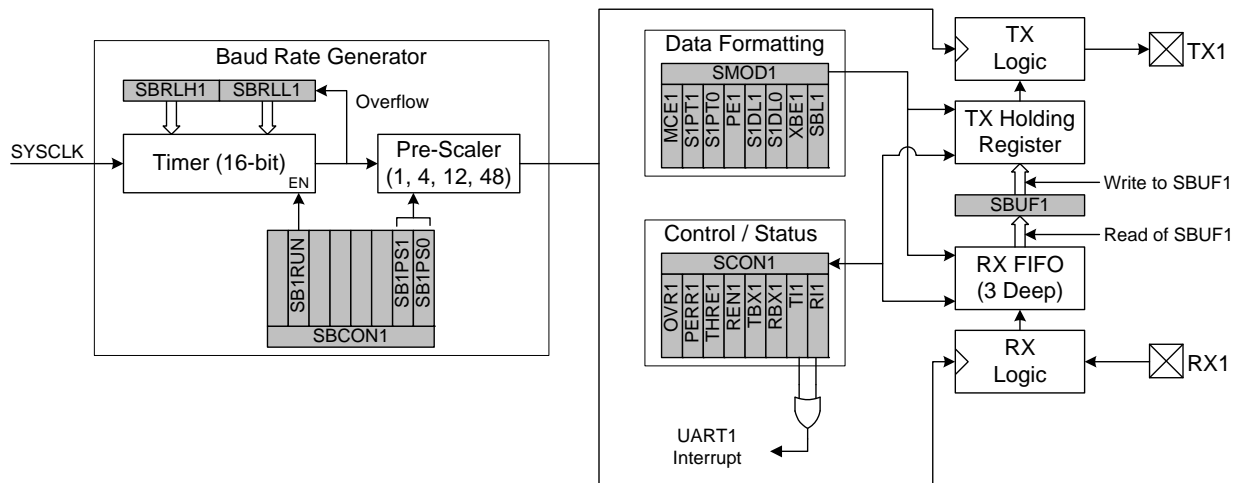 Baud Rate Generator
SBRLH1
SBRLL1
Overflow
SYSCLK
Timer (16-bit)
EN
Pre-Scaler
(1, 4, 12, 48)
SB1RUN
SB1PS1
SB1PS0
SBCON1
Data Formatting
SMOD1
MCE1
S1PT1
S1PT0
PE1
S1DL1
S1DL0
XBE1
SBL1
Control / Status
SCON1
OVR1
PERR1
THRE1
REN1
TBX1
RBX1
TI1
RI1
UART1
Interrupt
TX
Logic
TX1
TX Holding
Register
Write to SBUF1
SBUF1
Read of SBUF1
RX FIFO
(3 Deep)
RX
Logic
RX1